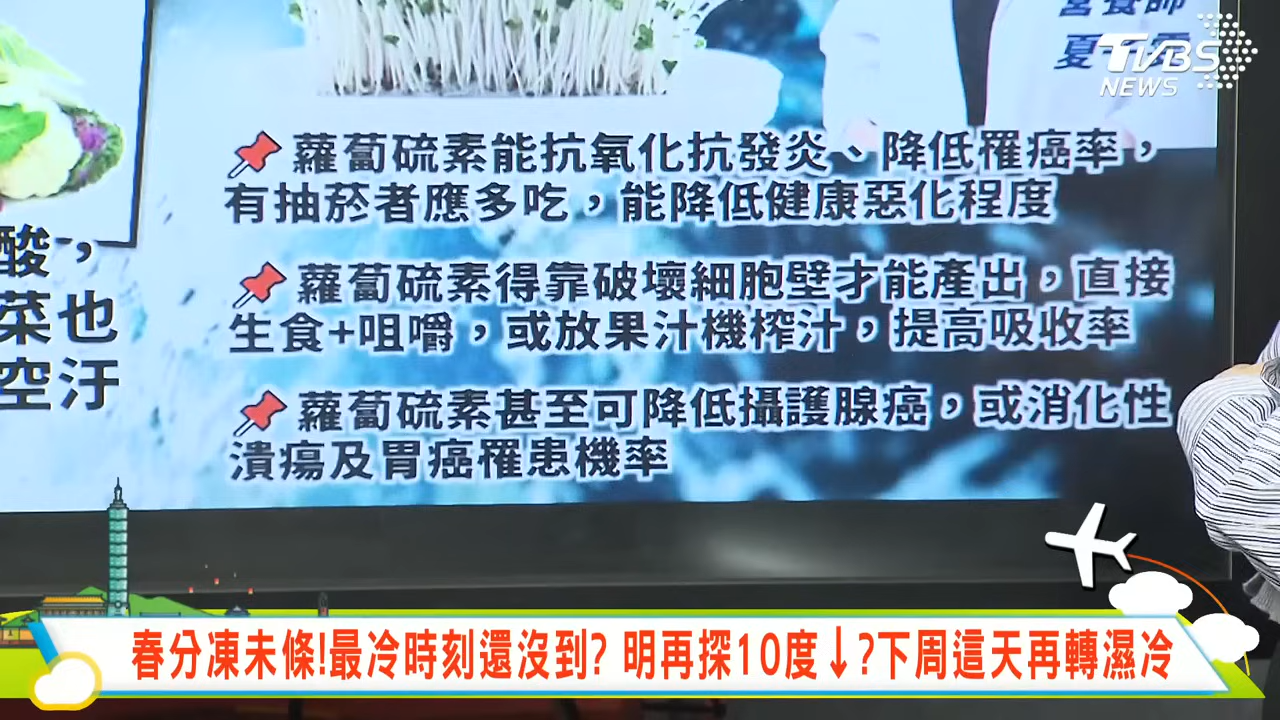 營養師
TVBS
NEWS
蘿蔔硫素能抗氧化抗發炎、降低罹癌率，
有抽菸者應多吃，能降低健康惡化程度
蘿蔔硫素得靠破壞細胞壁才能產出，直接
生食+咀嚼，或放果汁機榨汁，提高吸收率
蘿蔔硫素甚至可降低攝護腺癌，或消化性
潰瘍及胃癌罹患機率
酸，
菜也
空汙
春分凍未條!最冷時刻還沒到? 明再探10度↓?下周這天再轉濕冷